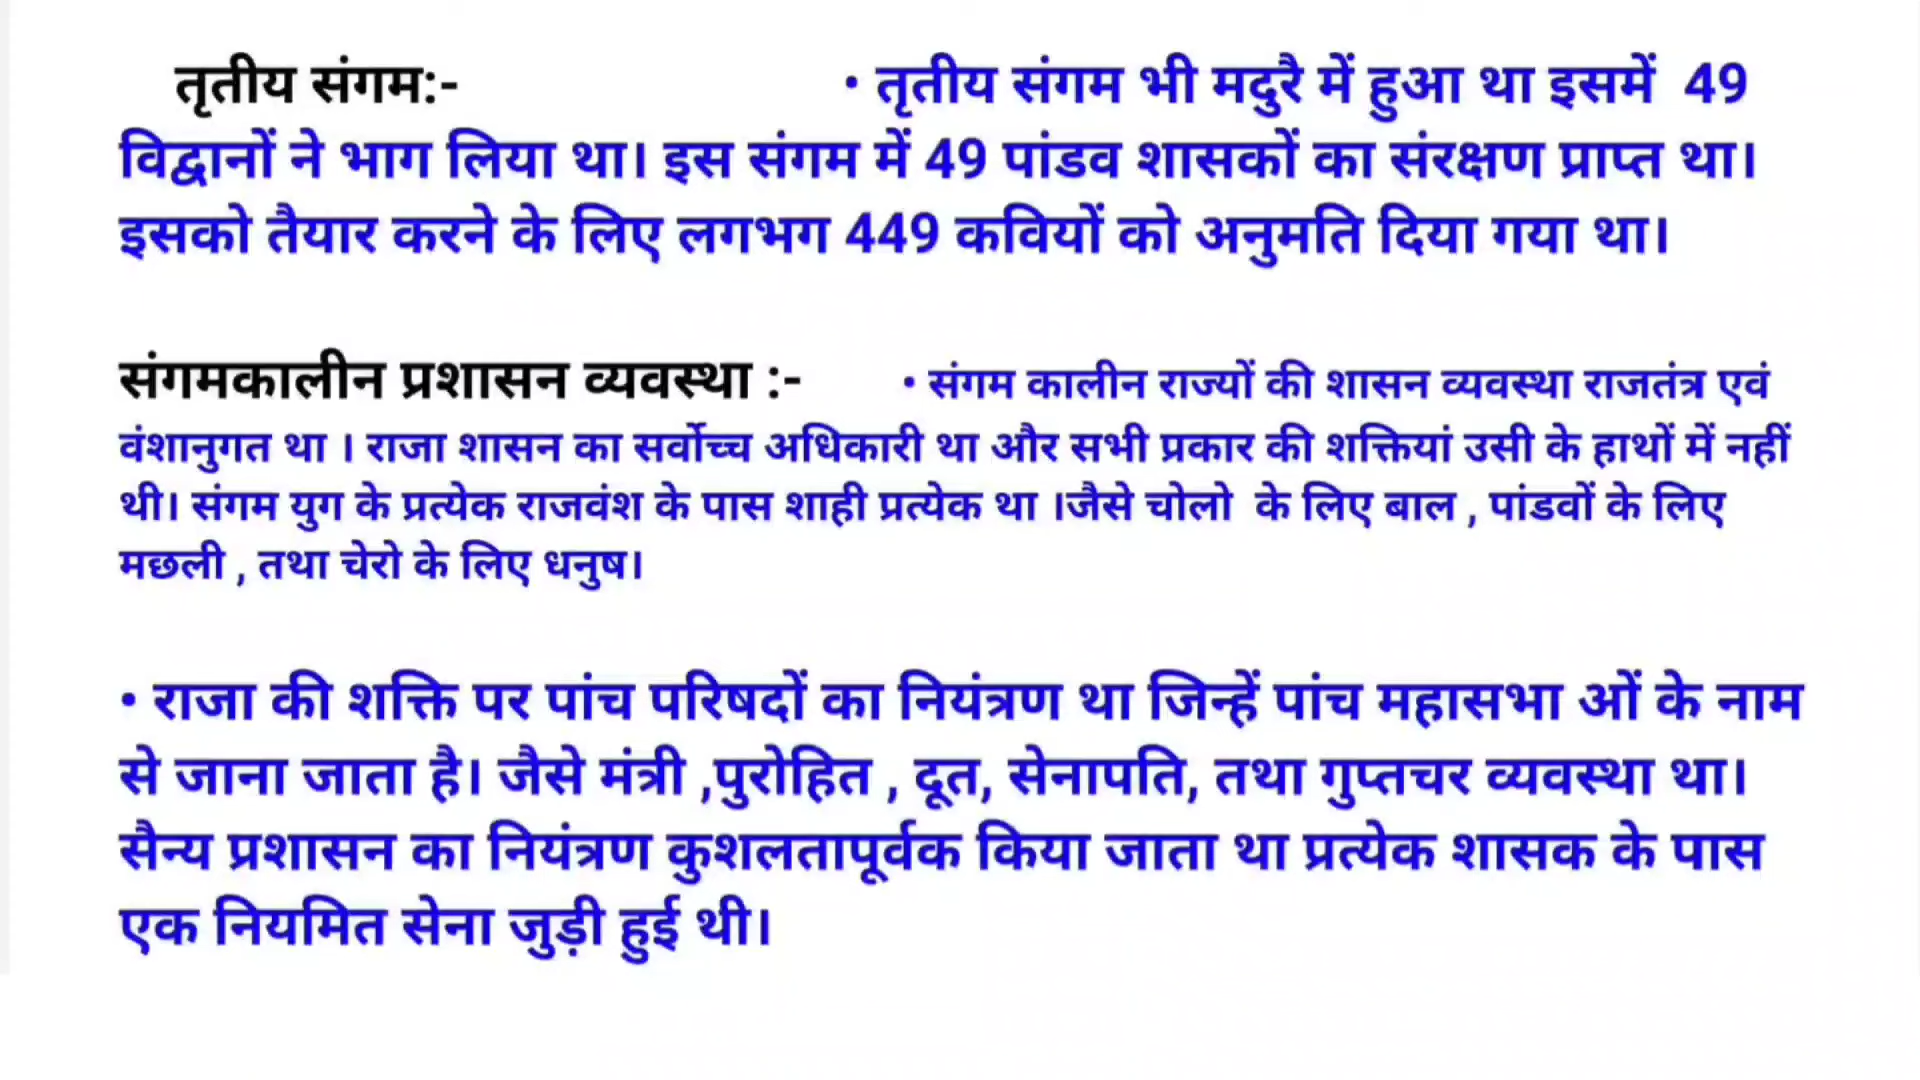 तृतीय संगम:- • तृतीय संगम भी मदुरै में हुआ था इसमें 49
विद्वानों ने भाग लिया था। इस संगम में 49 पांडव शासकों का संरक्षण प्राप्त था।
इसको तैयार करने के लिए लगभग 449 कवियों को अनुमति दिया गया था।
संगमकालीन प्रशासन व्यवस्था :- • संगम कालीन राज्यों की शासन व्यवस्था राजतंत्र एवं
वंशानुगत था । राजा शासन का सर्वोच्च अधिकारी था और सभी प्रकार की शक्तियां उसी के हाथों में नहीं
थी। संगम युग के प्रत्येक राजवंश के पास शाही प्रत्येक था ।जैसे चोलो के लिए बाल , पांडवों के लिए
मछली , तथा चेरो के लिए धनुष।
• राजा की शक्ति पर पांच परिषदों का नियंत्रण था जिन्हें पांच महासभा ओं के नाम
से जाना जाता है। जैसे मंत्री ,पुरोहित , दूत, सेनापति, तथा गुप्तचर व्यवस्था था।
सैन्य प्रशासन का नियंत्रण कुशलतापूर्वक किया जाता था प्रत्येक शासक के पास
एक नियमित सेना जुड़ी हुई थी।